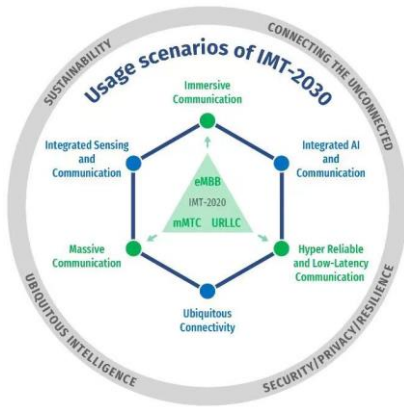 SUSTAINABILITY
CONNECTING THE UNCONNECTED
Usage scenarios of IMT-2030
Immersive
Communication
Integrated Sensing
and
Communication
Integrated AI
and
Communication
eMBB
IMT-2020
mMTC URLLC
Massive
Communication
Hyper Reliable
and Low-Latency
Communication
Ubiquitous
Connectivity
UBIQUITOUS INTELLIGENCE
SECURITY/PRIVACY/RESILIENCE